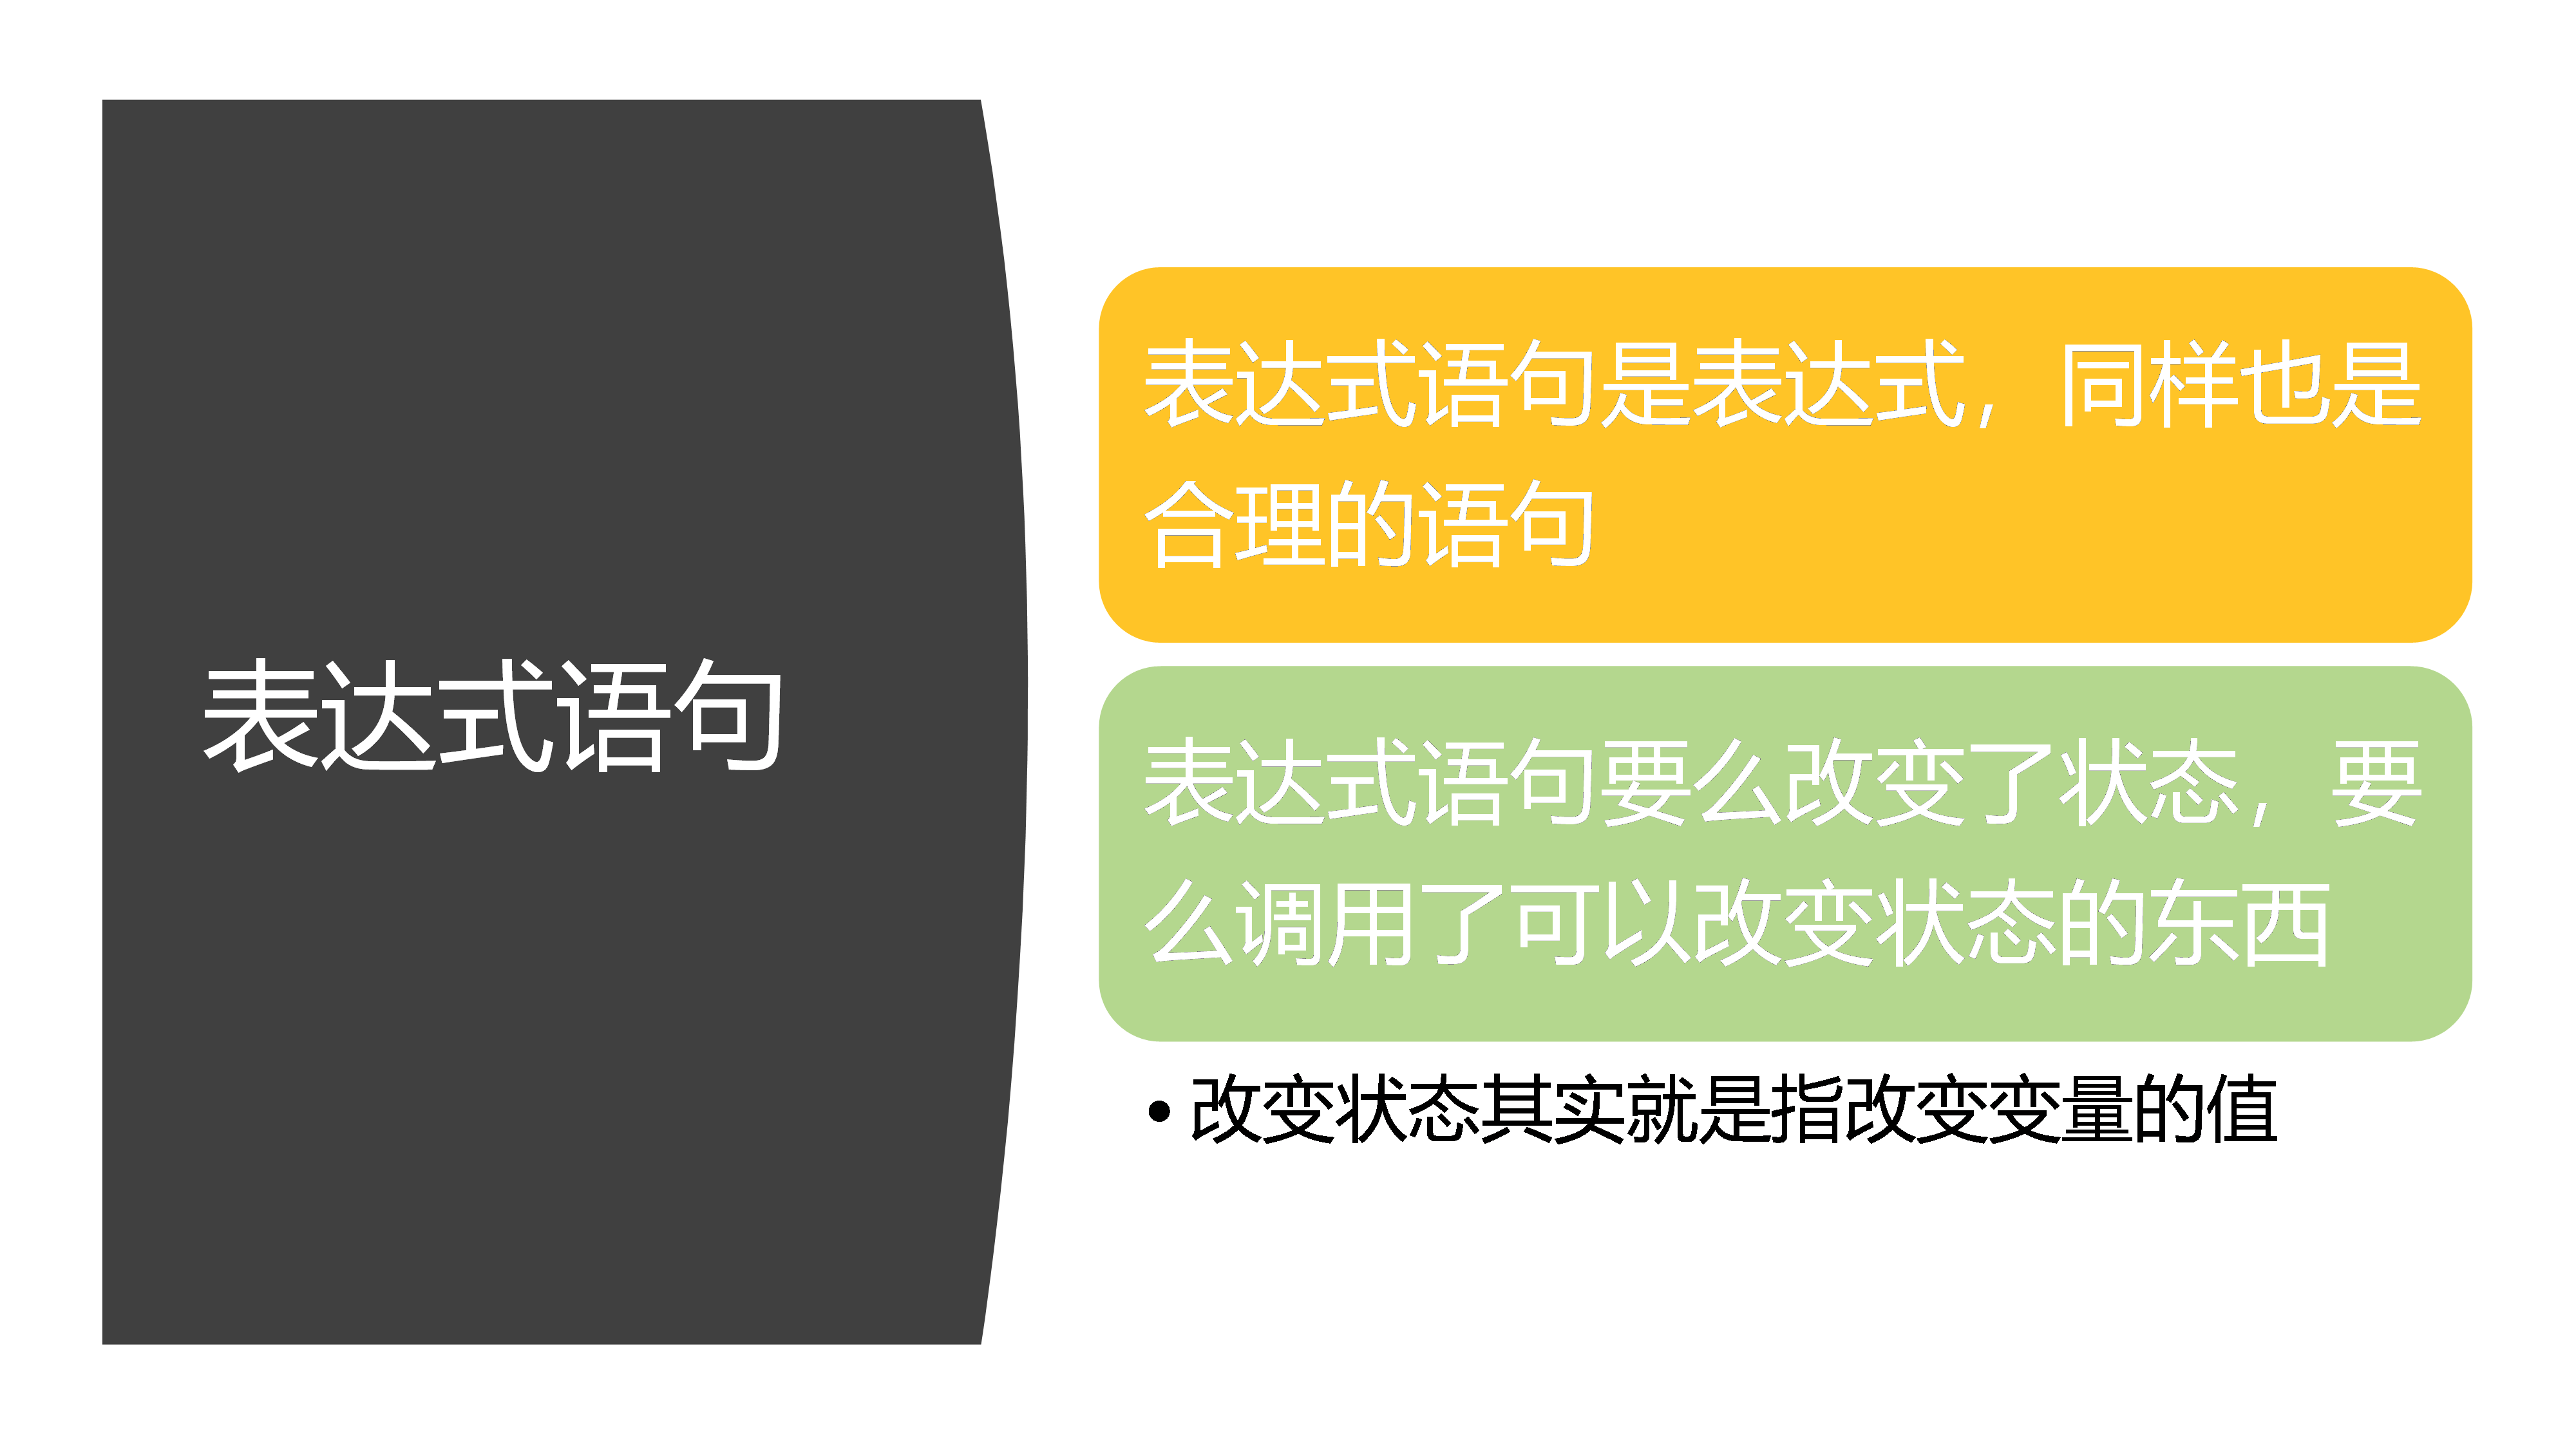 表达式语句
表达式语句是表达式，同样也是
合理的语句
表达式语句要么改变了状态，要
么调用了可以改变状态的东西
• 改变状态其实就是指改变变量的值